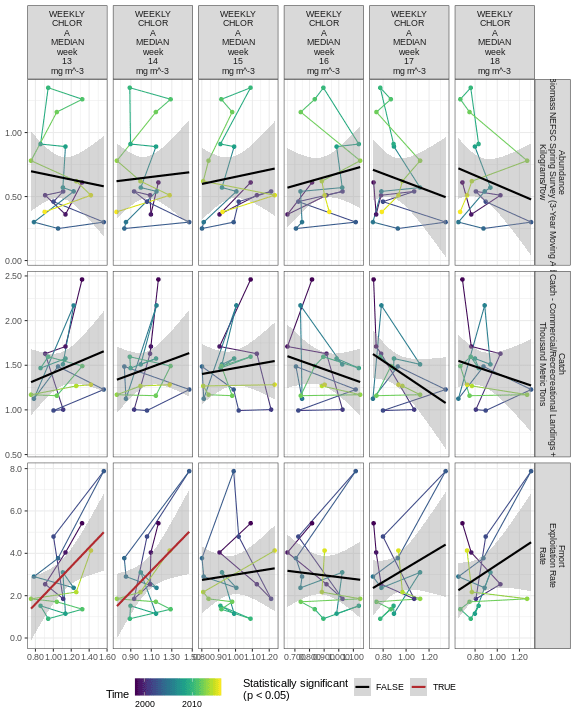 WEEKLY WEEKLY WEEKLY WEEKLY WEEKLY WEEKLY
CHLOR CHLOR CHLOR CHLOR CHLOR CHLOR
A A A A A A
MEDIAN MEDIAN MEDIAN MEDIAN MEDIAN MEDIAN
week week week week week week
13 14 15 16 17 18
mg m^-3 mg m^-3 mg m^-3 mg m^-3 mg m^-3 mg m^-3
1.00
0.50
0.00
Abundance
Biomass NEFSC Spring Survey (3-Year Moving A
Kilograms/Tow
2.50
2.00
1.50
1.00
0.50
Catch
Catch - Commercial/Recreational Landings +
Thousand Metric Tons
8.0
6.0
4.0
2.0
0.0
Fmort
Exploitation Rate
Rate
0.80 1.00 1.20 1.40 1.60
0.90 1.10 1.30
0.90 1.00 1.10 1.20
0.80 1.00 1.20
0.80 1.00 1.20
Time
2000 2010
Statistically significant
(p < 0.05)
FALSE TRUE